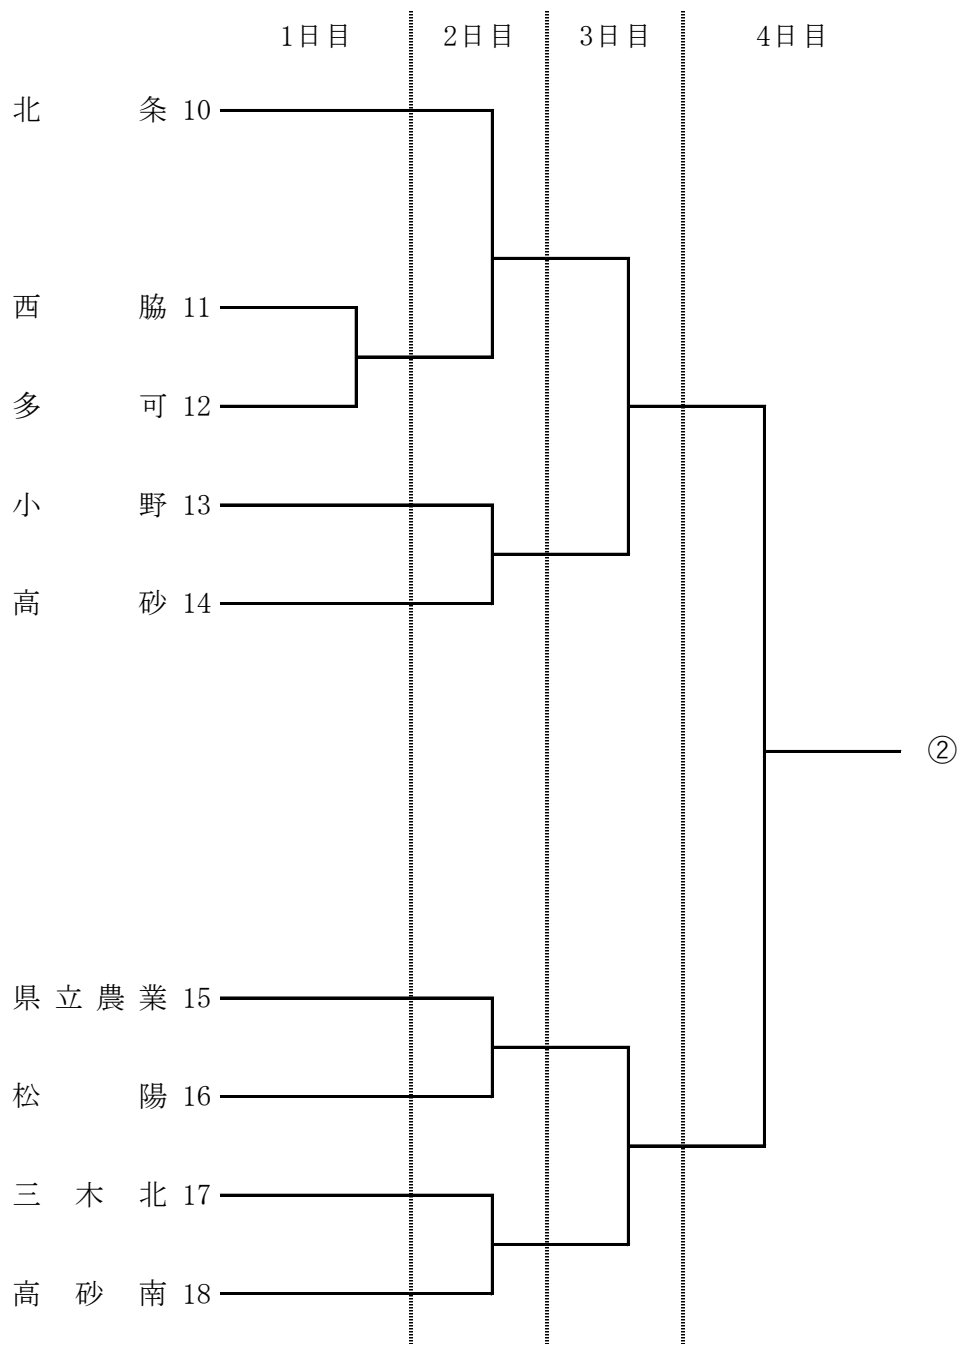 1日目 2日目 3日目 4日目
北条 10
西脇 11
多可 12
小野 13
高砂 14
②
県立農業 15
松陽 16
三木北 17
高砂南 18